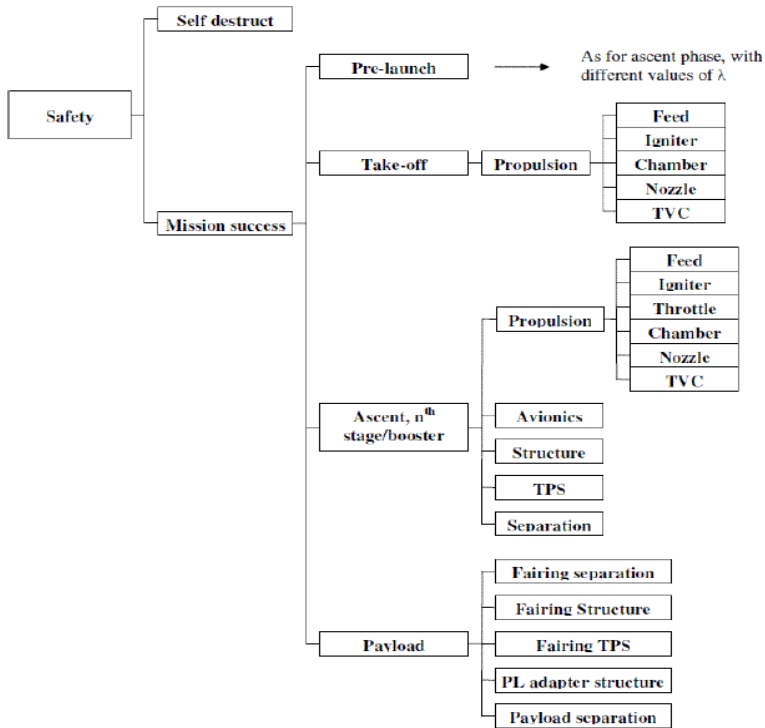 Self destruct
Pre-launch
As for ascent phase, with
different values of λ
Safety
Feed
Igniter
Take-off
Propulsion
Chamber
Nozzle
Mission success
TVC
Feed
Igniter
Throttle
Propulsion
Chamber
Nozzle
TVC
Ascent, nth
stage/booster
Avionics
Structure
TPS
Separation
Fairing separation
Fairing Structure
Payload
Fairing TPS
PL adapter structure
Payload separation